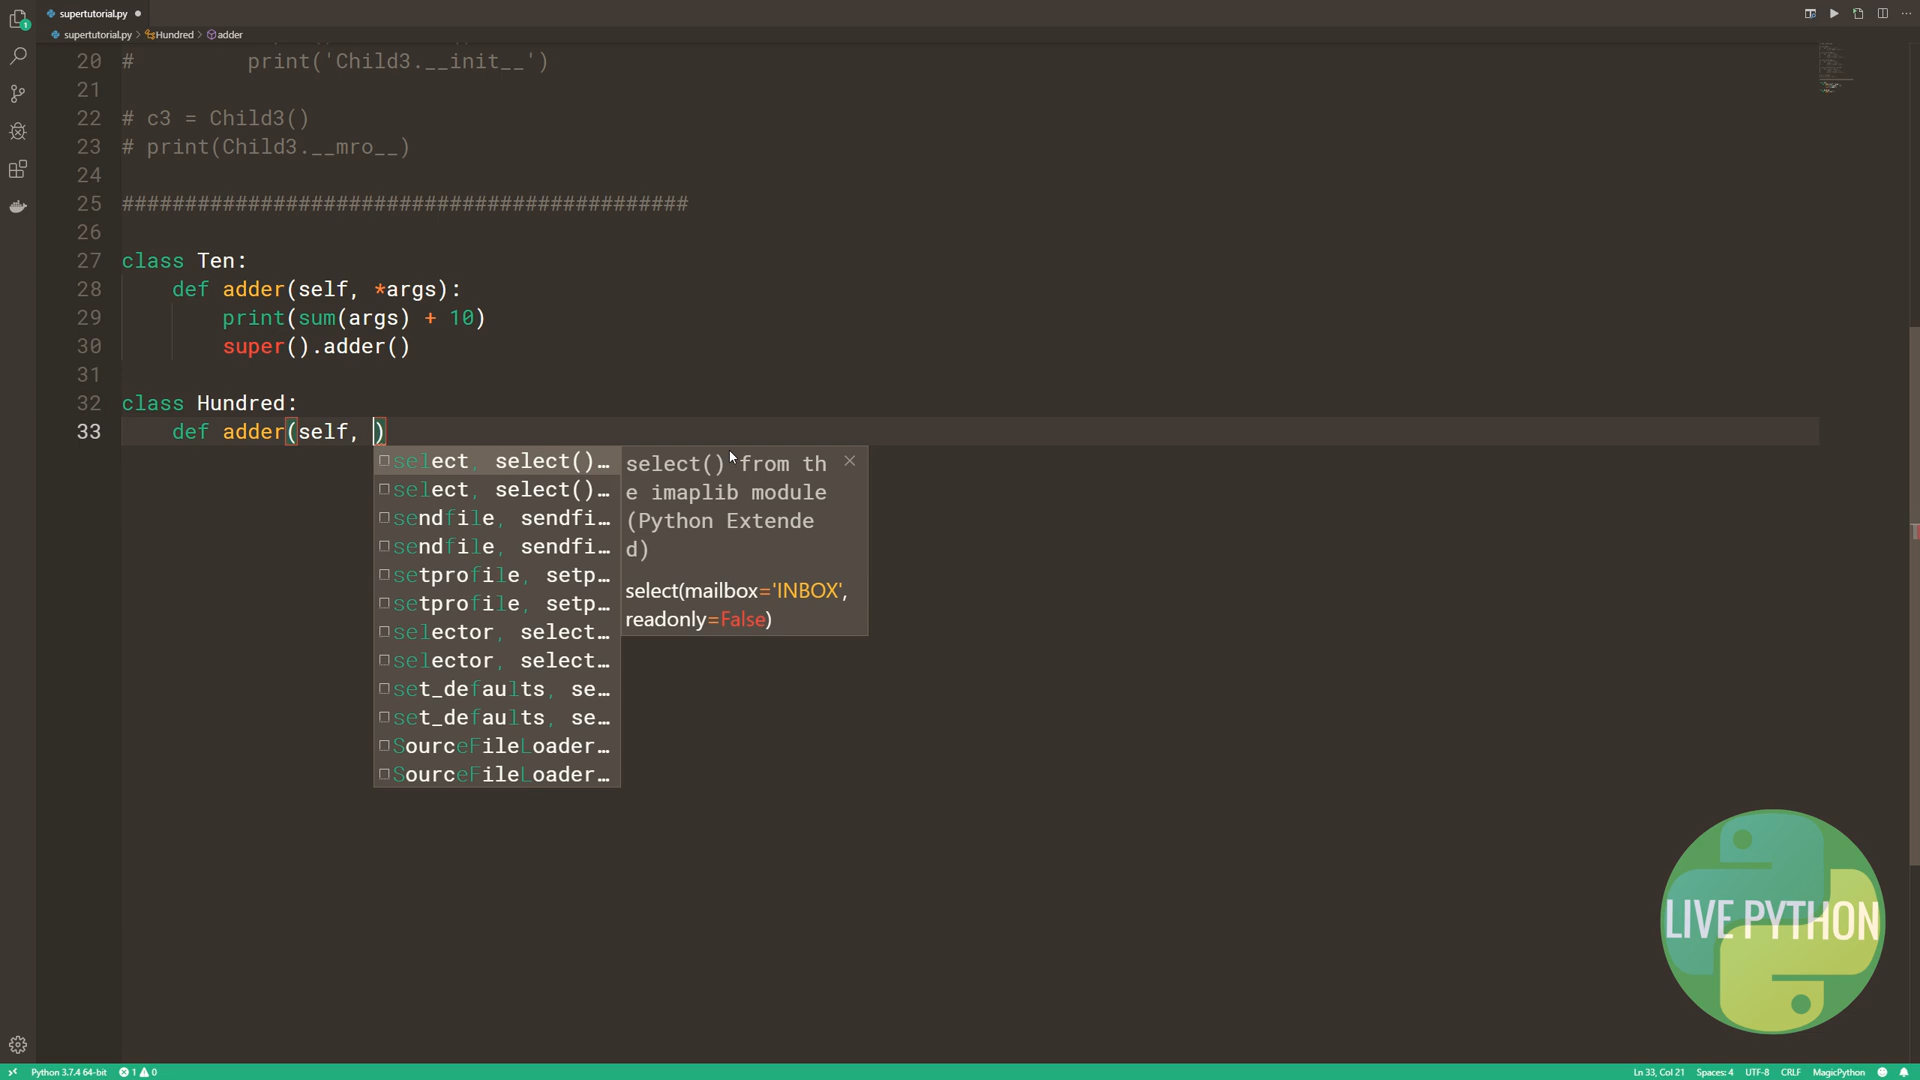 supertutorial.py
supertutorial.py > Hundred > adder
20 # print('Child3.__init__')
21
22 # c3 = Child3()
23 # print(Child3.__mro__)
24
25 #############################################
26
27 class Ten:
28 def adder(self, *args):
29 print(sum(args) + 10)
30 super().adder()
31
32 class Hundred:
33 def adder(self, )
select, select()…
select, select()…
sendfile, sendfi…
sendfile, sendfi…
setprofile, setp…
setprofile, setp…
selector, select…
selector, select…
set_defaults, se…
set_defaults, se…
SourceFileLoader…
SourceFileLoader…
select() from th
e imaplib module
(Python Extende
d)
select(mailbox='INBOX',
readonly=False)
LIVE PYTHON
1
Python 3.7.4 64-bit 1 0
Ln 33, Col 21 Spaces: 4 UTF-8 CRLF MagicPython